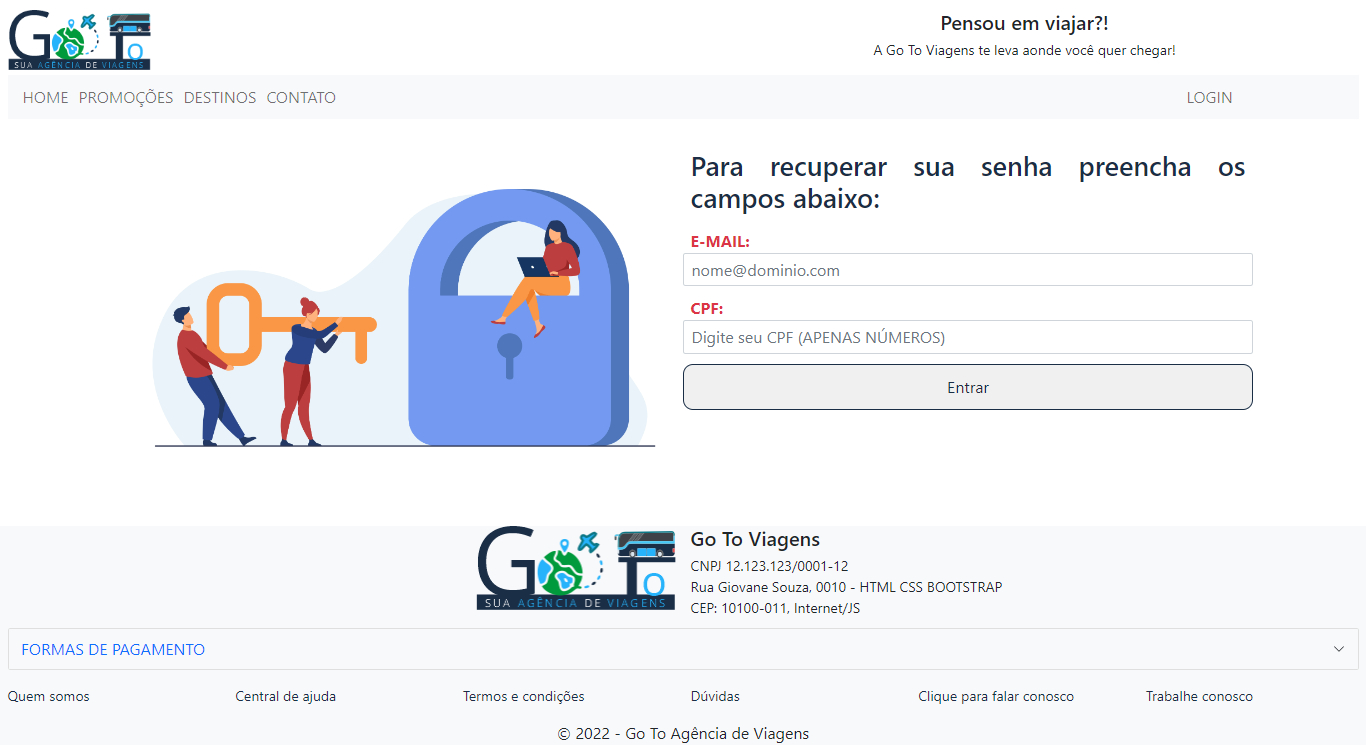 Go To
SUA AGÊNCIA DE VIAGENS
Pensou em viajar?!
A Go To Viagens te leva aonde você quer chegar!
HOME PROMOÇÕES DESTINOS CONTATO LOGIN
Para recuperar sua senha preencha os
campos abaixo:
E-MAIL:
nome@dominio.com
CPF:
Digite seu CPF (APENAS NÚMEROS)
Entrar
Go To
SUA AGÊNCIA DE VIAGENS
Go To Viagens
CNPJ 12.123.123/0001-12
Rua Giovane Souza, 0010 - HTML CSS BOOTSTRAP
CEP: 10100-011, Internet/JS
FORMAS DE PAGAMENTO
Quem somos Central de ajuda Termos e condições Dúvidas Clique para falar conosco Trabalhe conosco
© 2022 - Go To Agência de Viagens